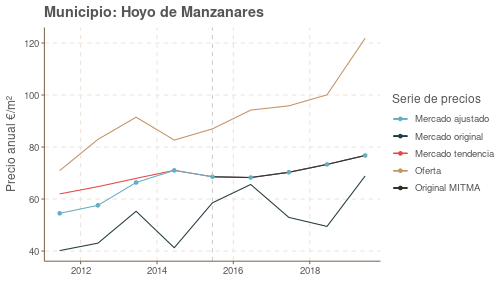 Municipio: Hoyo de Manzanares
Precio anual €/m²
120
100
80
60
40
2012
2014
2016
2018
Serie de precios
Mercado ajustado
Mercado original
Mercado tendencia
Oferta
Original MITMA